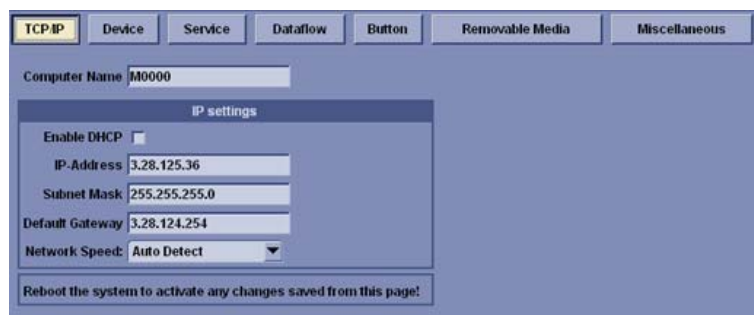 TCP/IP Device Service Dataflow Button Removable Media Miscellaneous
Computer Name M0000
IP settings
Enable DHCP
IP-Address 3.28.125.36
Subnet Mask 255.255.255.0
Default Gateway 3.28.124.254
Network Speed: Auto Detect
Reboot the system to activate any changes saved from this page!